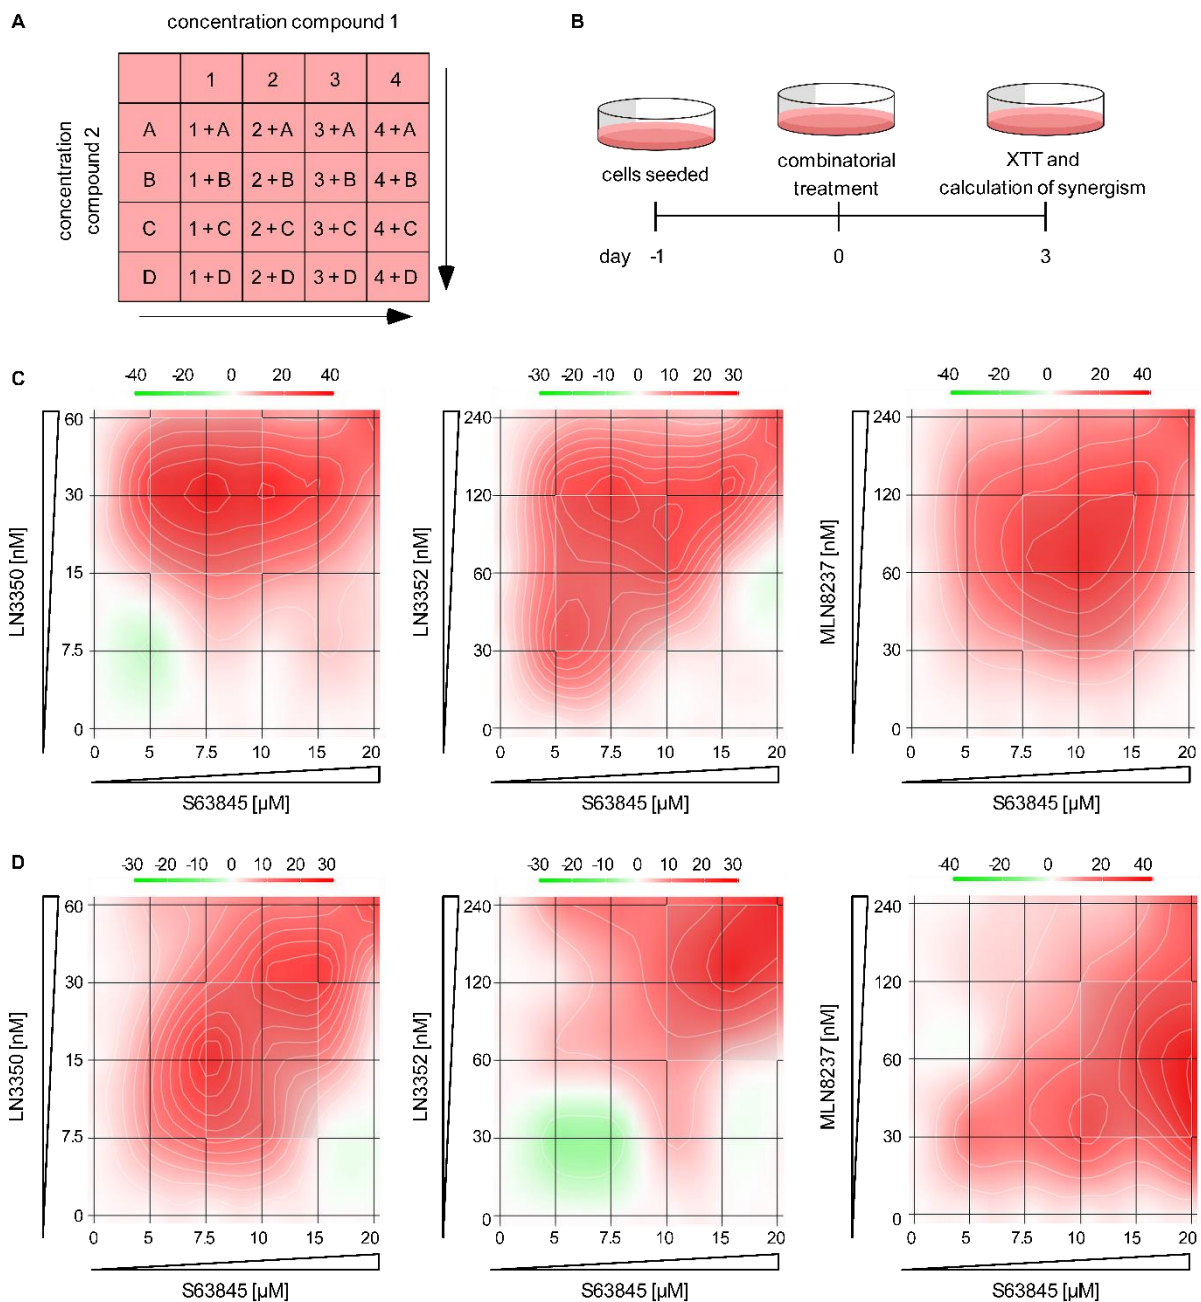 A
concentration compound 1
concentration
compound 2
1 2 3 4
A 1+A 2+A 3+A 4+A
B 1+B 2+B 3+B 4+B
C 1+C 2+C 3+C 4+C
D 1+D 2+D 3+D 4+D
B
cells seeded
combinatorial
treatment
XTT and
calculation of synergism
day -1 0 3
C
-40 -20 0 20 40
LN3350 [nM]
60
30
15
7.5
0
0 5 7.5 10 15 20
S63845 [µM]
-30 -20 -10 0 10 20 30
LN3352 [nM]
240
120
60
30
0
0 5 7.5 10 15 20
S63845 [µM]
-40 -20 0 20 40
MLN8237 [nM]
240
120
60
30
0
0 5 7.5 10 15 20
S63845 [µM]
D
-30 -20 -10 0 10 20 30
LN3350 [nM]
60
30
15
7.5
0
0 5 7.5 10 15 20
S63845 [µM]
-30 -20 -10 0 10 20 30
LN3352 [nM]
240
120
60
30
0
0 5 7.5 10 15 20
S63845 [µM]
-40 -20 0 20 40
MLN8237 [nM]
240
120
60
30
0
0 5 7.5 10 15 20
S63845 [µM]